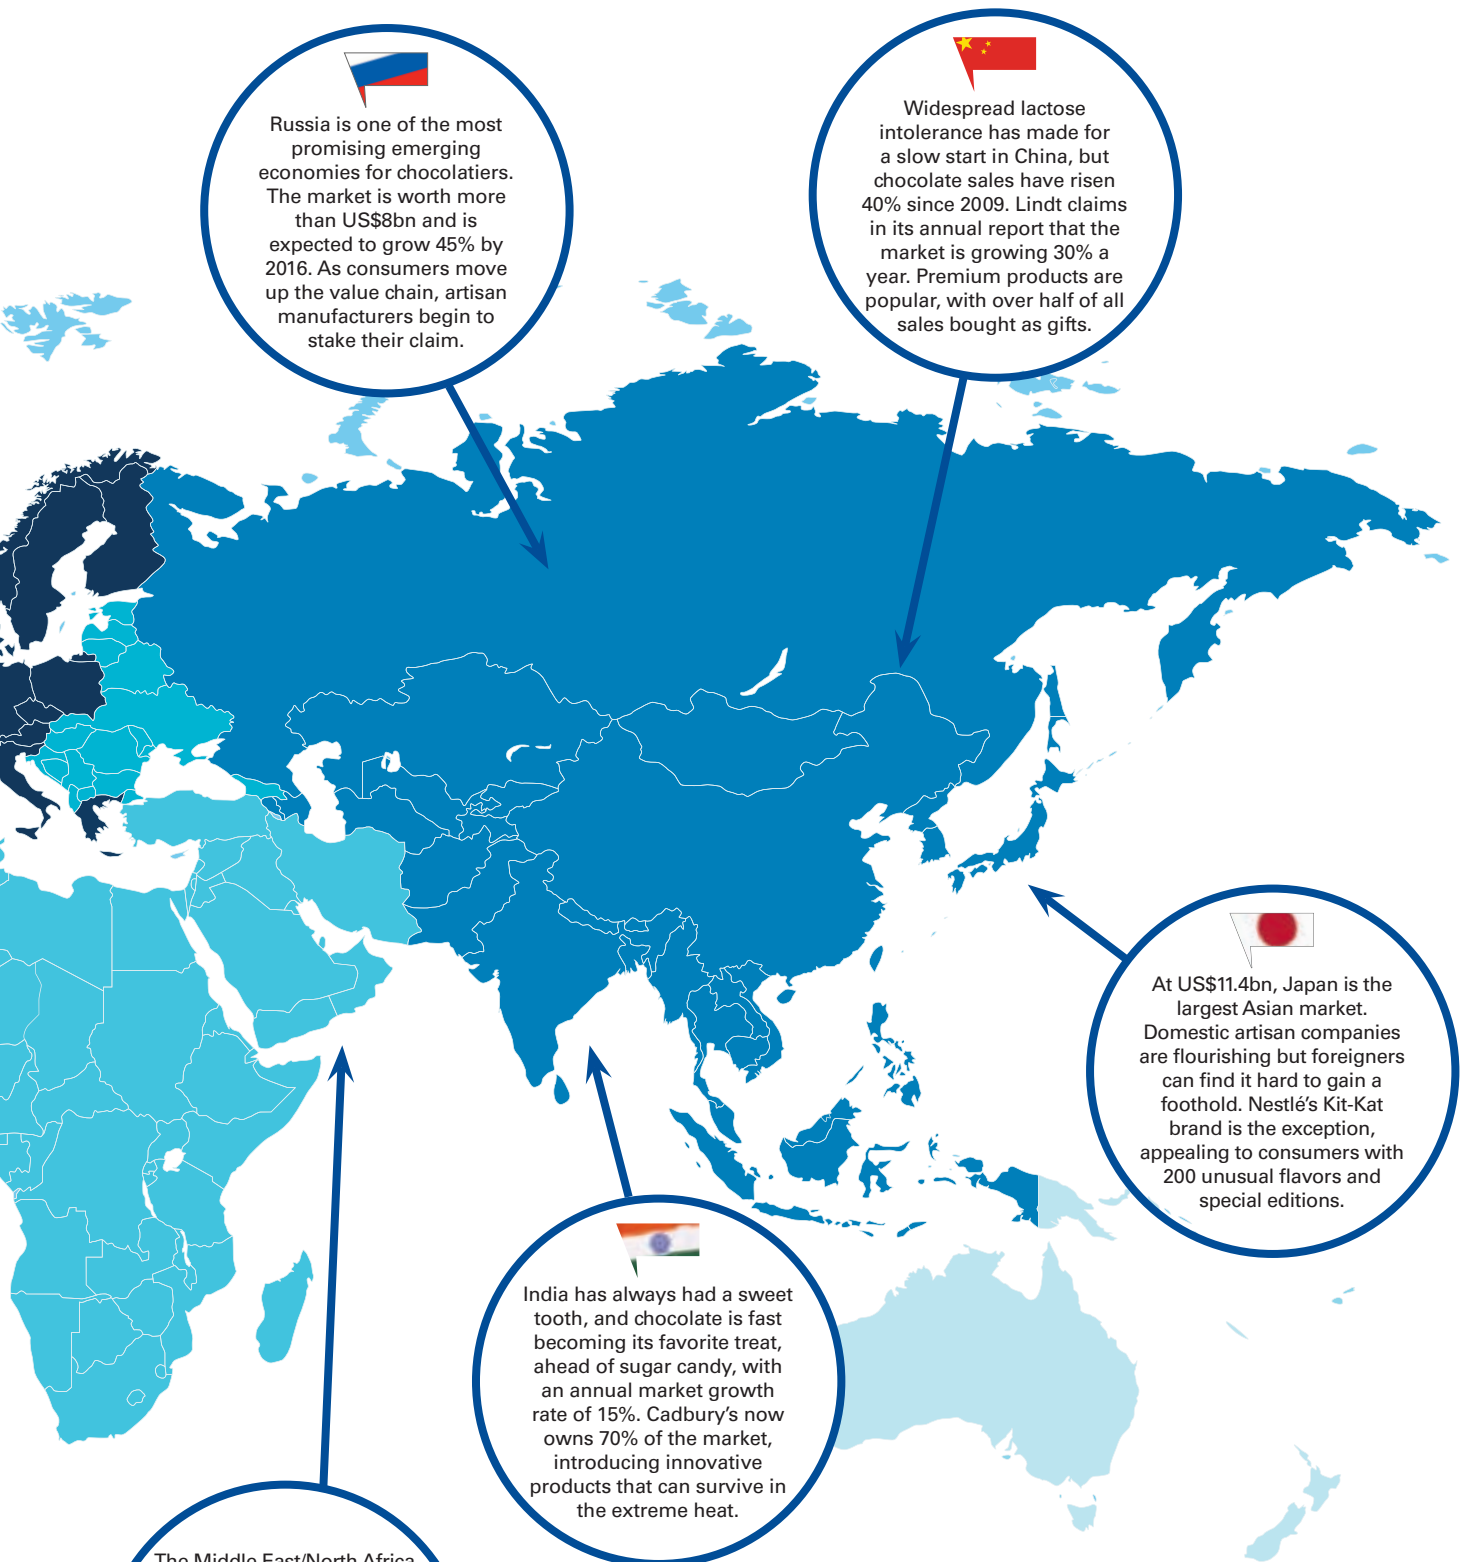 Russia is one of the most
promising emerging
economies for chocolatiers.
The market is worth more
than US$8bn and is
expected to grow 45% by
2016. As consumers move
up the value chain, artisan
manufacturers begin to
stake their claim.
Widespread lactose
intolerance has made for
a slow start in China, but
chocolate sales have risen
40% since 2009. Lindt claims
in its annual report that the
market is growing 30% a
year. Premium products are
popular, with over half of all
sales bought as gifts.
At US$11.4bn, Japan is the
largest Asian market.
Domestic artisan companies
are flourishing but foreigners
can find it hard to gain a
foothold. Nestlé’s Kit-Kat
brand is the exception,
appealing to consumers with
200 unusual flavors and
special editions.
India has always had a sweet
tooth, and chocolate is fast
becoming its favorite treat,
ahead of sugar candy, with
an annual market growth
rate of 15%. Cadbury’s now
owns 70% of the market,
introducing innovative
products that can survive in
the extreme heat.
The Middle East/North Africa